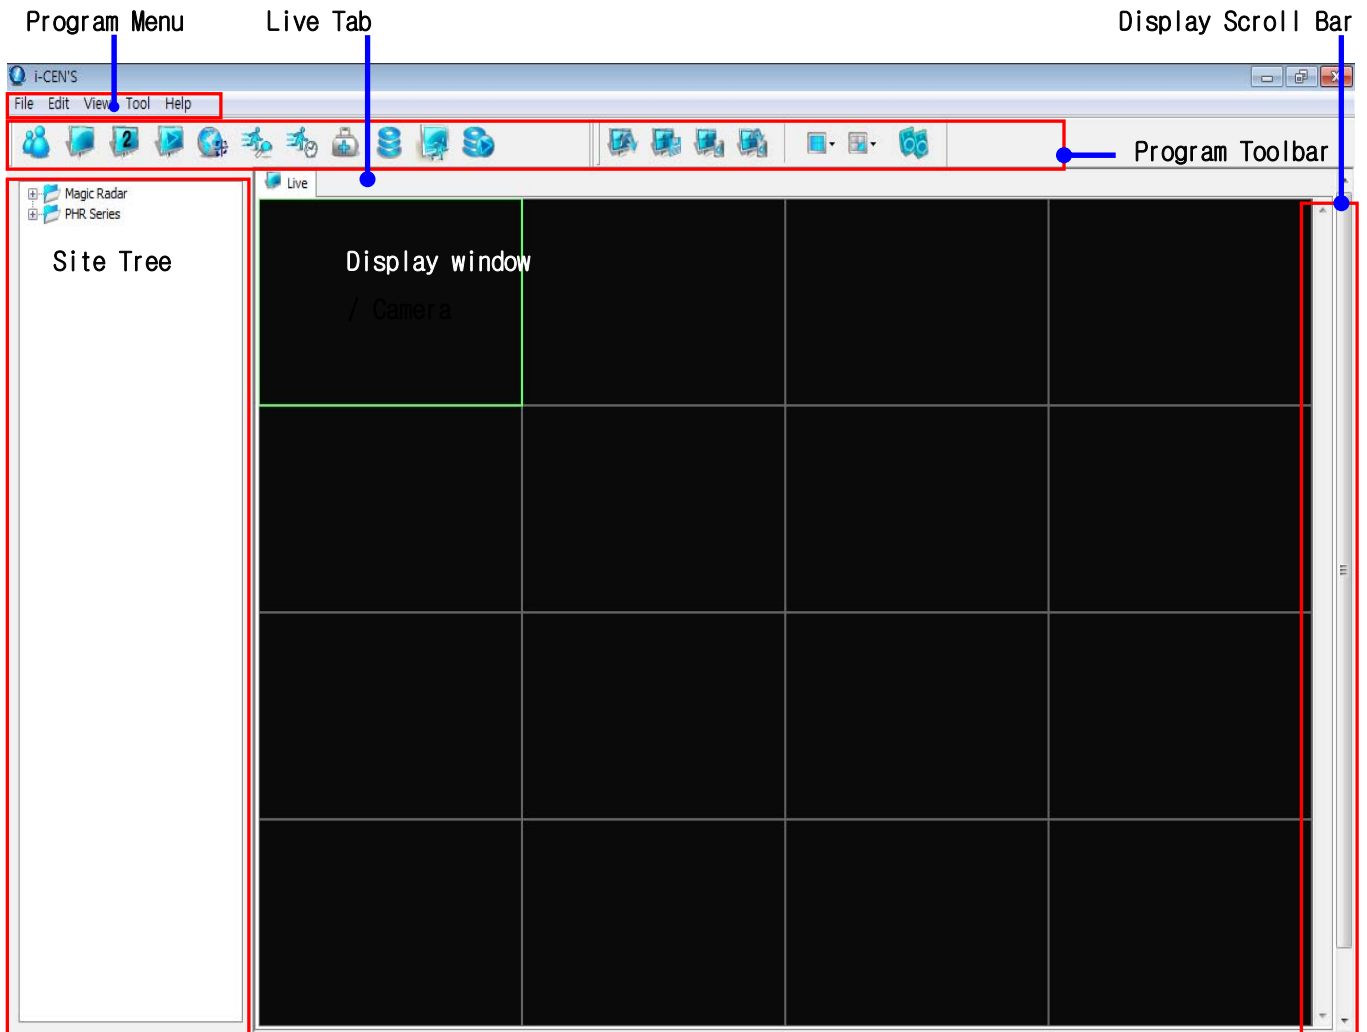 Program Menu
Live Tab
Display Scroll Bar
i-CEN'S
File Edit View Tool Help
2
Program Toolbar
Live
Magic Radar
PHR Series
Site Tree
Display window
/ Camera